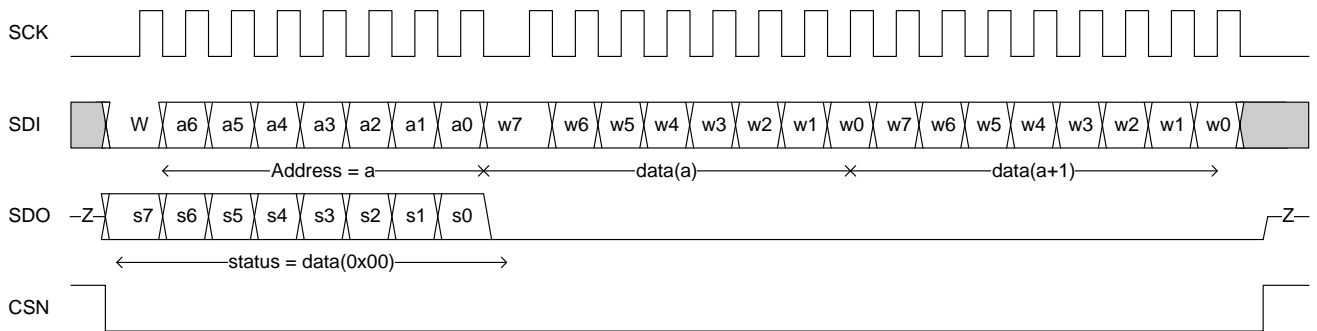 SCK
SDI W a6 a5 a4 a3 a2 a1 a0 w7 w6 w5 w4 w3 w2 w1 w0 w7 w6 w5 w4 w3 w2 w1 w0
Address = a data(a) data(a+1)
SDO Z s7 s6 s5 s4 s3 s2 s1 s0 Z
status = data(0x00)
CSN